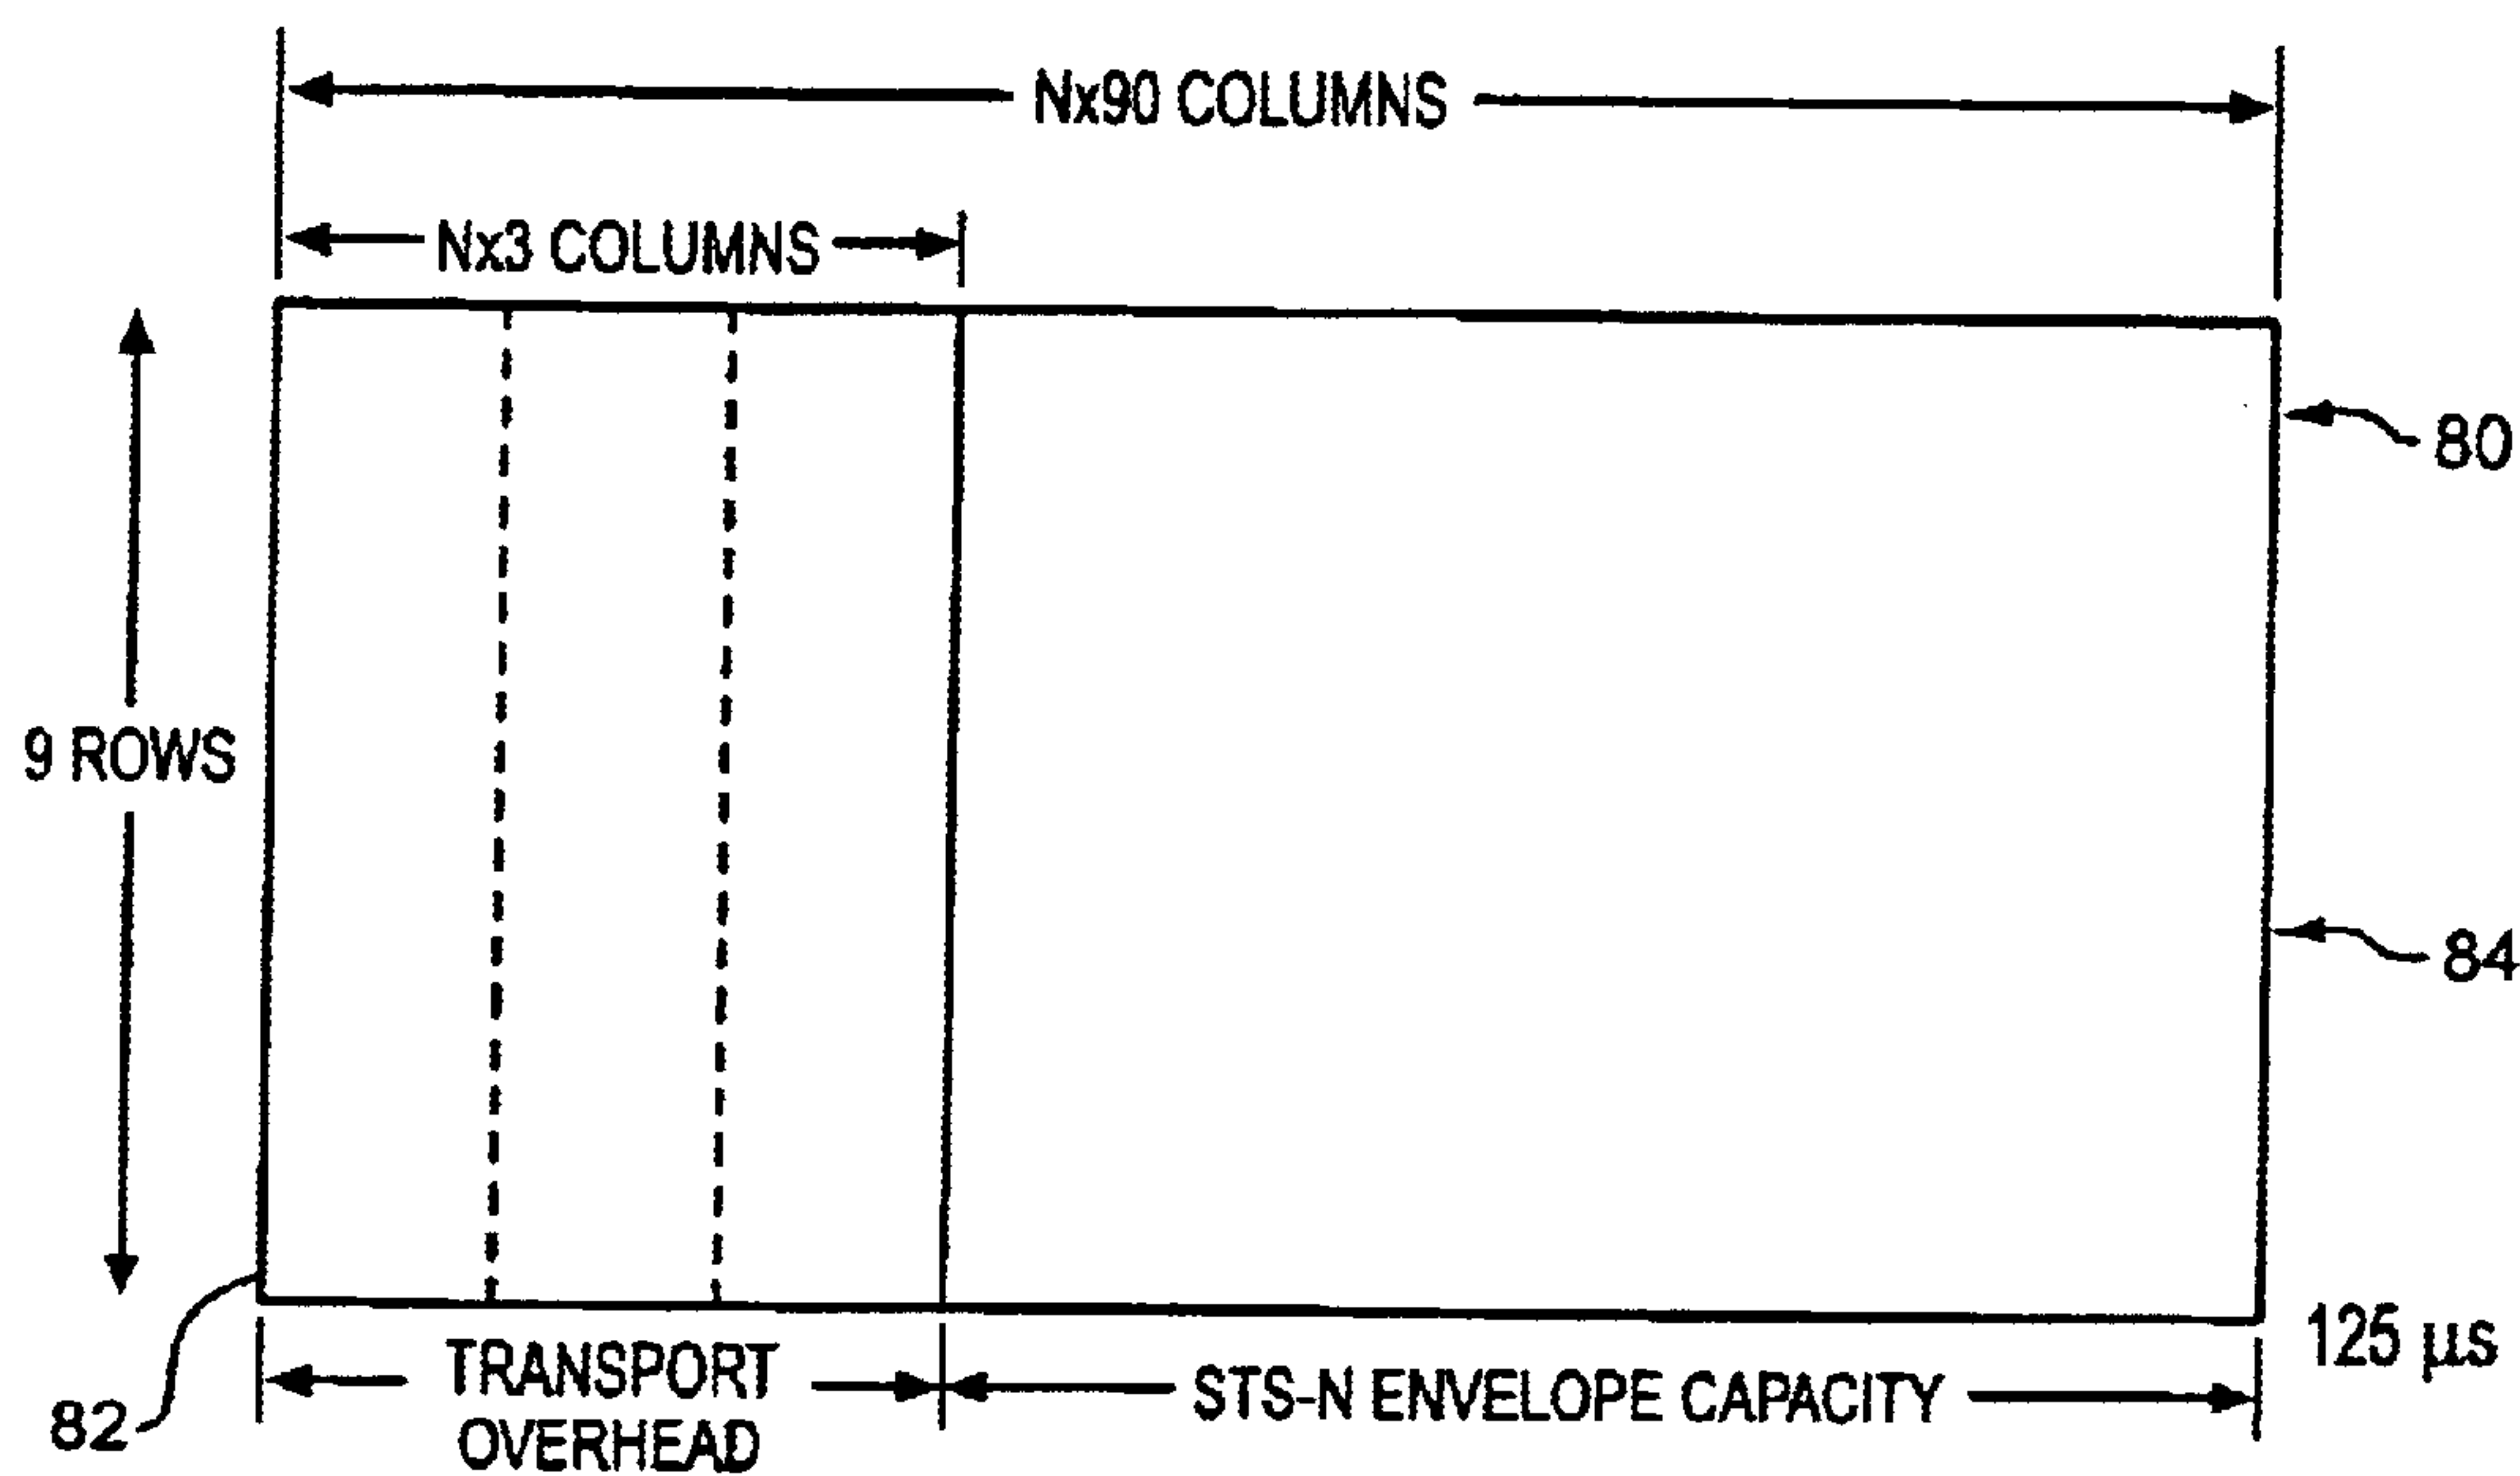 Nx90 COLUMNS
Nx3 COLUMNS
80
9 ROWS
84
125 µs
TRANSPORT
OVERHEAD
STS-N ENVELOPE CAPACITY
82